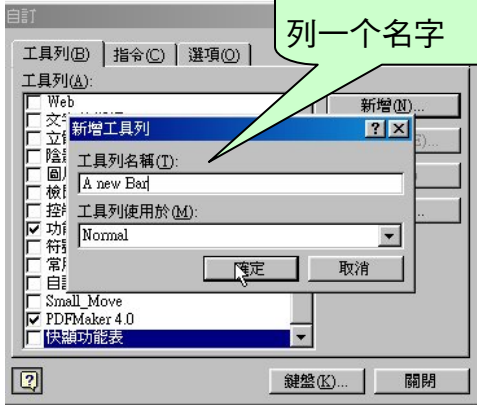 自訂
列一个名字
工具列(B) 指令(C) 選項(O)
工具列(A):
Web
新增(N)...
新增工具列
工具列名稱(T):
A new Bar
工具列使用於(M):
Normal
確定 取消
Small_Move
PDFMaker 4.0
快顯功能表
鍵盤(K)... 關閉